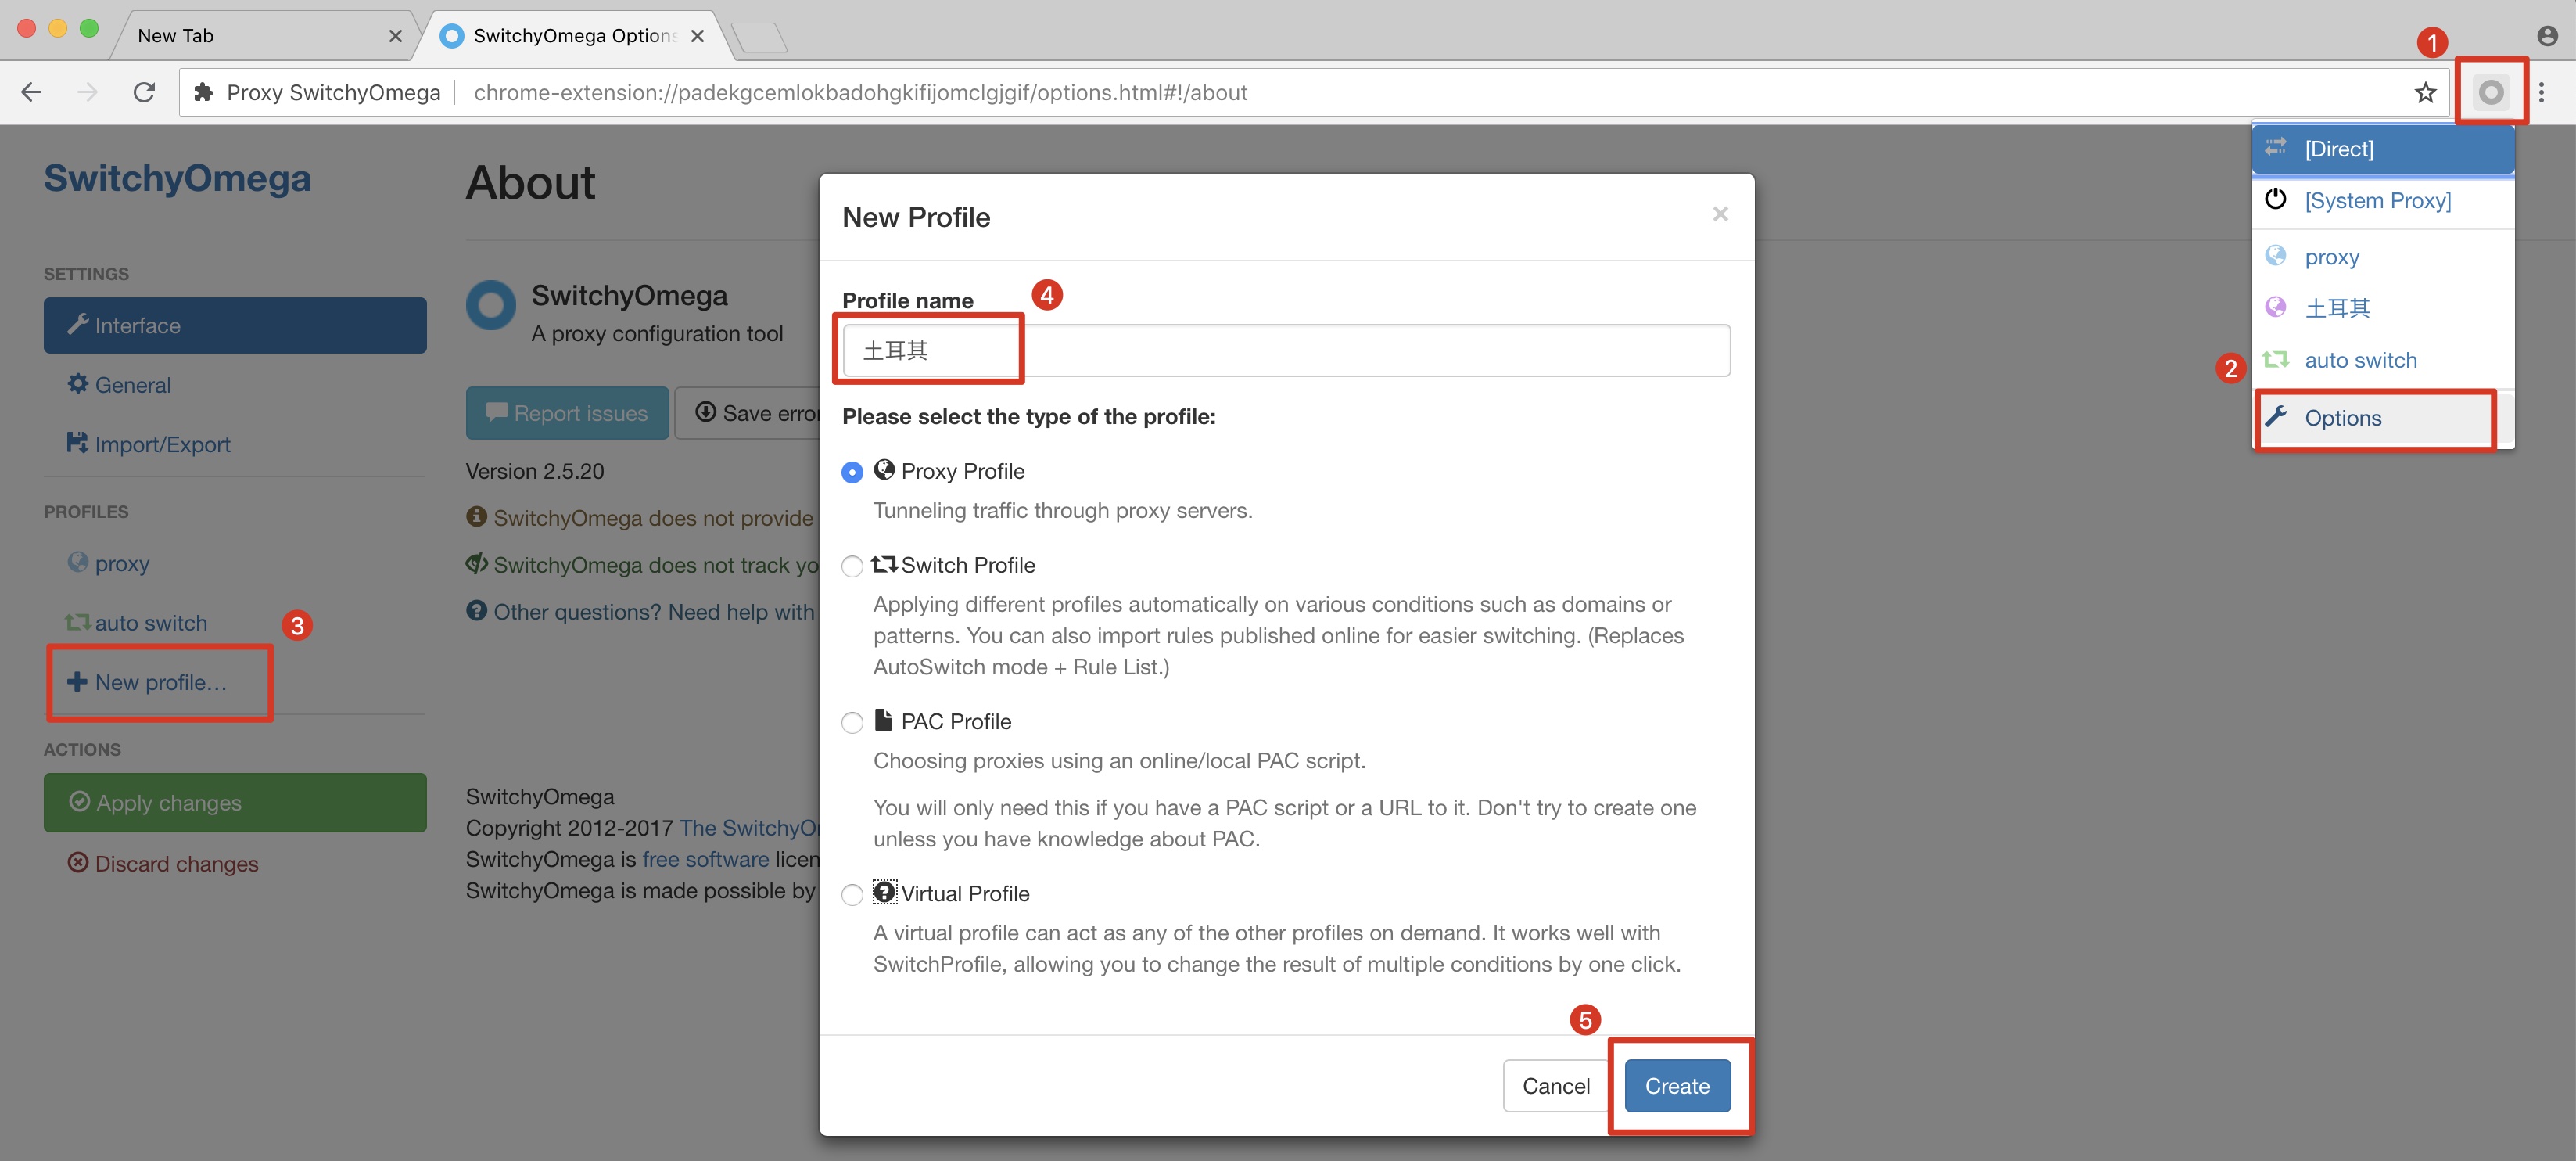 New Tab
SwitchyOmega Options
1
Proxy SwitchyOmega
chrome-extension://padekgcemlokbadohgkifijomclgjgif/options.html#!/about
[Direct]
[System Proxy]
proxy
土耳其
auto switch
2
Options
SwitchyOmega
SETTINGS
Interface
General
Import/Export
PROFILES
proxy
auto switch
3
New profile…
ACTIONS
Apply changes
Discard changes
About
SwitchyOmega
A proxy configuration tool
Report issues
Save erro
Version 2.5.20
SwitchyOmega does not provide
SwitchyOmega does not track yo
Other questions? Need help with
SwitchyOmega
Copyright 2012-2017 The SwitchyO
SwitchyOmega is free software licen
SwitchyOmega is made possible by
New Profile
×
Profile name
4
土耳其
Please select the type of the profile:
Proxy Profile
Tunneling traffic through proxy servers.
Switch Profile
Applying different profiles automatically on various conditions such as domains or
patterns. You can also import rules published online for easier switching. (Replaces
AutoSwitch mode + Rule List.)
PAC Profile
Choosing proxies using an online/local PAC script.
You will only need this if you have a PAC script or a URL to it. Don't try to create one
unless you have knowledge about PAC.
Virtual Profile
A virtual profile can act as any of the other profiles on demand. It works well with
SwitchProfile, allowing you to change the result of multiple conditions by one click.
5
Cancel
Create